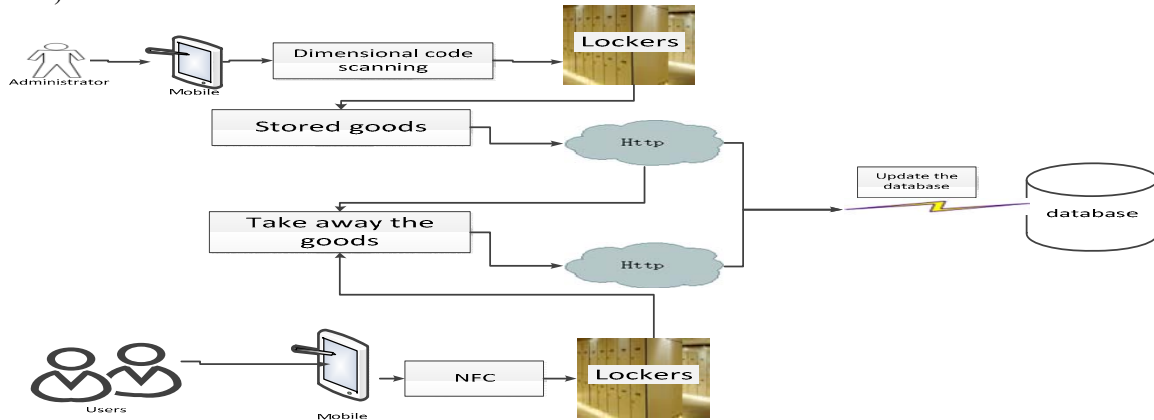 )
Lockers
Dimensional code
scanning
Administrator
Mobile
Stored goods
Http
Update the
database
database
Take away the
goods
Http
Lockers
NFC
Users
Mobile